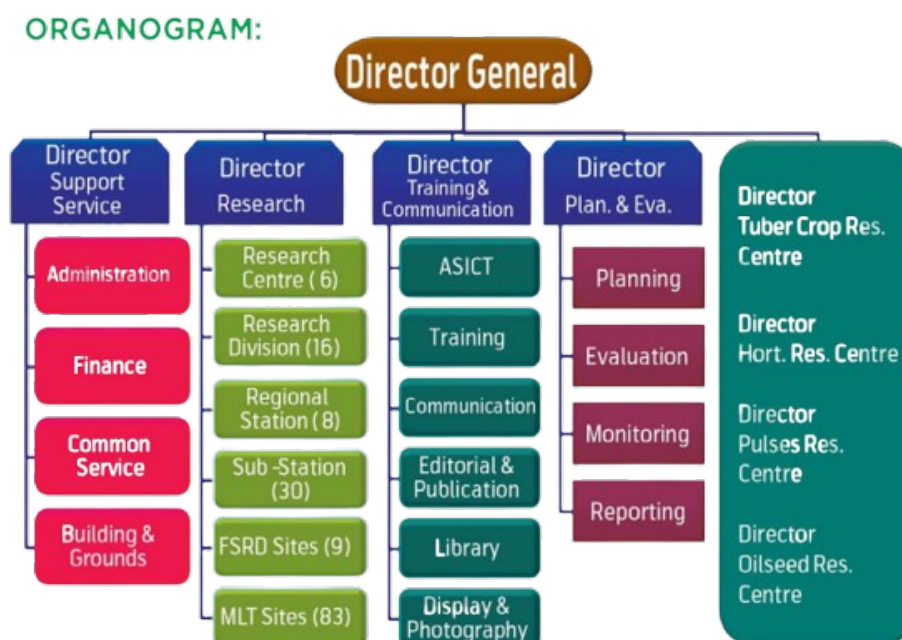 ORGANOGRAM:
Director General
Director
Support
Service
Administration
Finance
Common
Service
Building &
Grounds
Director
Research
Research
Centre ( 6)
Research
Division (16)
Regional
Station ( 8)
Sub -Station
(30)
FSRD Sites (9)
MLT Sites (83)
Director
Training &
Communication
ASICT
Training
Communication
Editorial &
Publication
Library
Display &
Photography
Director
Plan. & Eva.
Planning
Evaluation
Monitoring
Reporting
Director
Tuber Crop Res.
Centre
Director
Hort. Res. Centre
Director
Pulses Res.
Centre
Director
Oilseed Res.
Centre